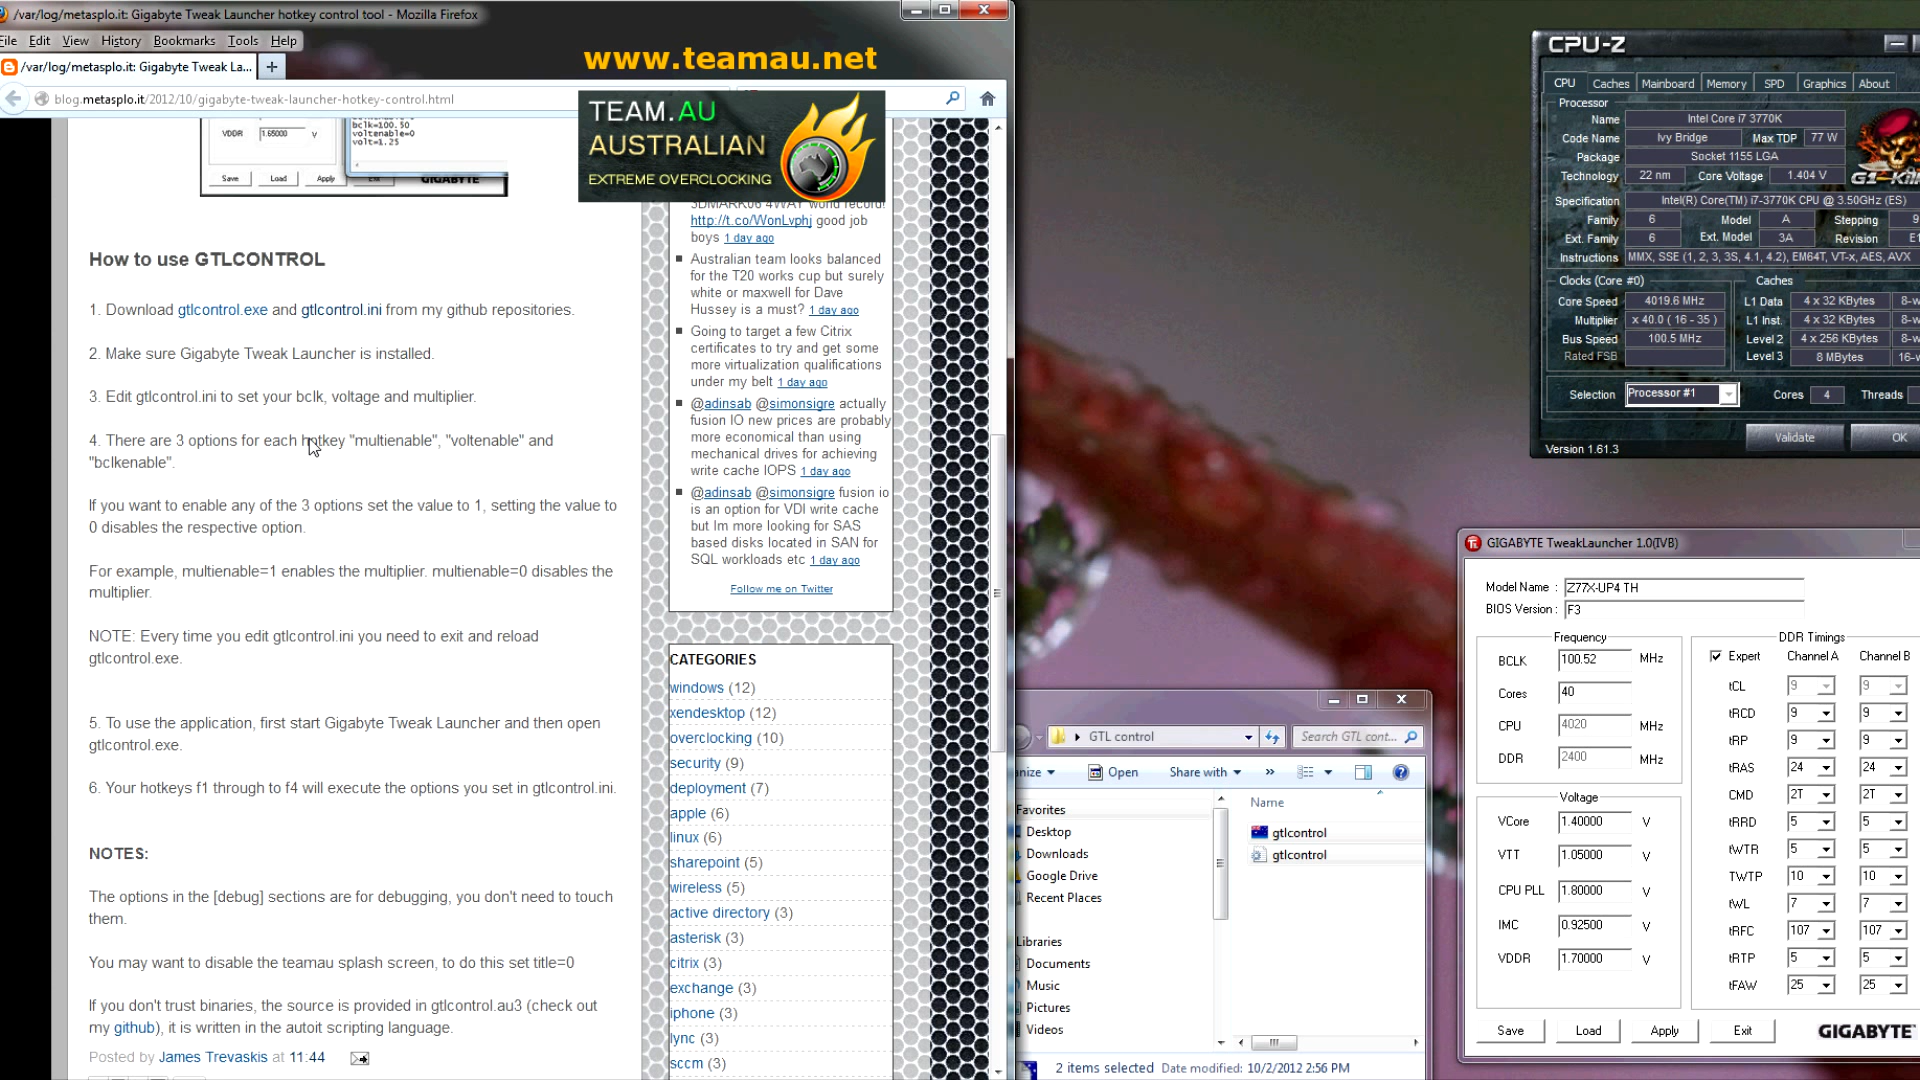 /var/log/metasplo.it: Gigabyte Tweak Launcher hotkey control tool - Mozilla Firefox
File Edit View History Bookmarks Tools Help
/var/log/metasplo.it: Gigabyte Tweak La... +
blog.metasplo.it/2012/10/gigabyte-tweak-launcher-hotkey-control.html
www.teamau.net
TEAM.AU
AUSTRALIAN
EXTREME OVERCLOCKING
VDDR 1.65000 v
bclk=100.50
voltenable=0
volt=1.25
Save Load Apply Exit GIGABYTE
How to use GTLCONTROL
1. Download gtlcontrol.exe and gtlcontrol.ini from my github repositories.
2. Make sure Gigabyte Tweak Launcher is installed.
3. Edit gtlcontrol.ini to set your bclk, voltage and multiplier.
4. There are 3 options for each hotkey "multienable", "voltenable" and
"bclkenable".
If you want to enable any of the 3 options set the value to 1, setting the value to
0 disables the respective option.
For example, multienable=1 enables the multiplier. multienable=0 disables the
multiplier.
NOTE: Every time you edit gtlcontrol.ini you need to exit and reload
gtlcontrol.exe.
5. To use the application, first start Gigabyte Tweak Launcher and then open
gtlcontrol.exe.
6. Your hotkeys f1 through to f4 will execute the options you set in gtlcontrol.ini.
NOTES:
The options in the [debug] sections are for debugging, you don't need to touch
them.
You may want to disable the teamau splash screen, to do this set title=0
If you don't trust binaries, the source is provided in gtlcontrol.au3 (check out
my github), it is written in the autoit scripting language.
Posted by James Trevaskis at 11:44
3DMARK06 4WAY world record!
http://t.co/WonLvphj good job
boys 1 day ago
Australian team looks balanced
for the T20 works cup but surely
white or maxwell for Dave
Hussey is a must? 1 day ago
Going to target a few Citrix
certificates to try and get some
more virtualization qualifications
under my belt 1 day ago
@adinsab @simonsigre actually
fusion IO new prices are probably
more economical than using
mechanical drives for achieving
write cache IOPS 1 day ago
@adinsab @simonsigre fusion io
is an option for VDI write cache
but Im more looking for SAS
based disks located in SAN for
SQL workloads etc 1 day ago
Follow me on Twitter
CATEGORIES
windows (12)
xendesktop (12)
overclocking (10)
security (9)
deployment (7)
apple (6)
linux (6)
sharepoint (5)
wireless (5)
active directory (3)
asterisk (3)
citrix (3)
exchange (3)
iphone (3)
lync (3)
sccm (3)
CPU-Z
CPU Caches Mainboard Memory SPD Graphics About
Processor
Name Intel Core i7 3770K
Code Name Ivy Bridge Max TDP 77 W
Package Socket 1155 LGA
Technology 22 nm Core Voltage 1.404 V
Specification Intel(R) Core(TM) i7-3770K CPU @ 3.50GHz (ES)
Family 6 Model A Stepping 9
Ext. Family 6 Ext. Model 3A Revision E1
Instructions MMX, SSE (1, 2, 3, 3S, 4.1, 4.2), EM64T, VT-x, AES, AVX
Clocks (Core #0) Caches
Core Speed 4019.6 MHz L1 Data 4 x 32 KBytes 8-w
Multiplier x 40.0 ( 16 - 35 ) L1 Inst. 4 x 32 KBytes 8-w
Bus Speed 100.5 MHz Level 2 4 x 256 KBytes 8-w
Rated FSB Level 3 8 MBytes 16-w
Selection Processor #1 Cores 4 Threads
Version 1.61.3 Validate OK
GTL control Search GTL cont...
nize Open Share with »
Favorites
Desktop
Downloads
Google Drive
Recent Places
Libraries
Documents
Music
Pictures
Videos
Name
gtlcontrol
gtlcontrol
2 items selected Date modified: 10/2/2012 2:56 PM
GIGABYTE TweakLauncher 1.0(IVB)
Model Name : Z77X-UP4 TH
BIOS Version : F3
Frequency
BCLK 100.52 MHz
Cores 40
CPU 4020 MHz
DDR 2400 MHz
Voltage
VCore 1.40000 V
VTT 1.05000 V
CPU PLL 1.80000 V
IMC 0.92500 V
VDDR 1.70000 V
DDR Timings
Expert Channel A Channel B
tCL 9 9
tRCD 9 9
tRP 9 9
tRAS 24 24
CMD 2T 2T
tRRD 5 5
tWTR 5 5
TWTP 10 10
tWL 7 7
tRFC 107 107
tRTP 5 5
tFAW 25 25
Save Load Apply Exit GIGABYTE